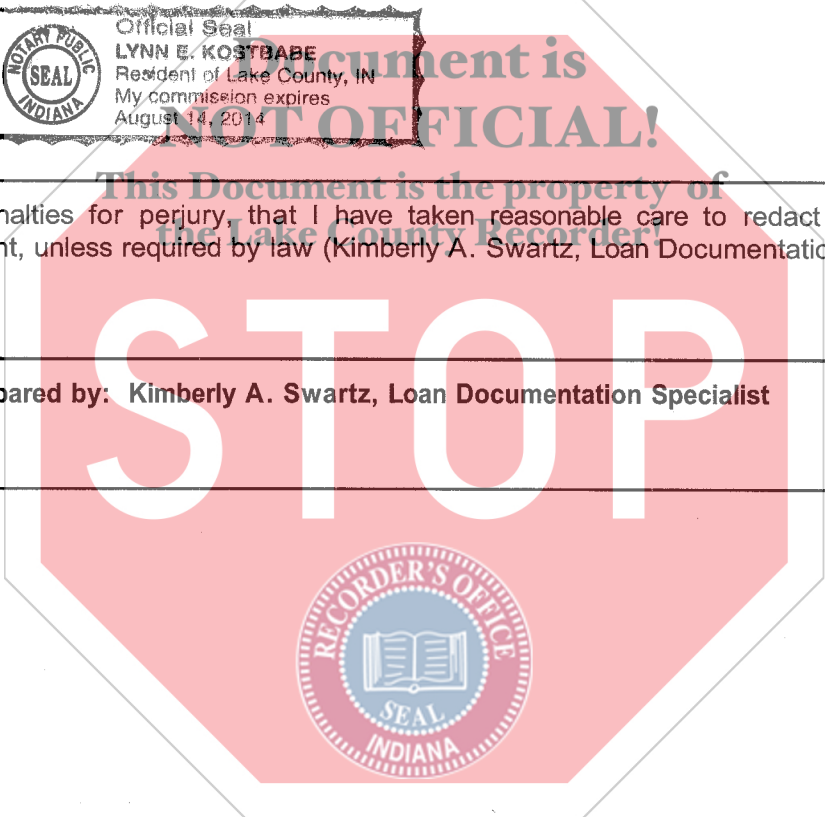 Official Seal
LYNN E. KOSTBABE
Resident of Lake County, IN
My commission expires
August 14, 2014
NOTARY PUBLIC
SEAL
INDIANA
Document is
NOT OFFICIAL!
This Document is the property of
the Lake County Recorder!
nalties for perjury, that I have taken reasonable care to redact
nt, unless required by law (Kimberly A. Swartz, Loan Documentatio
STOP
pared by: Kimberly A. Swartz, Loan Documentation Specialist
RECORDER'S OFFICE
SEAL
INDIANA